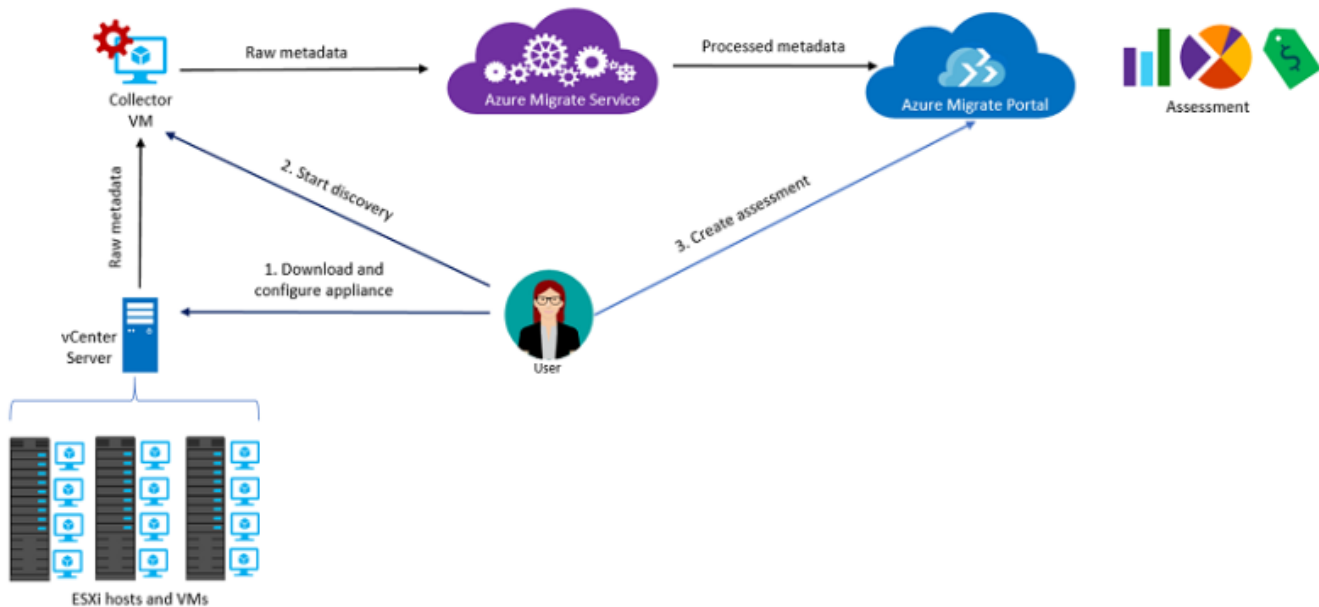 Raw metadata
Processed metadata
Azure Migrate Service
Azure Migrate Portal
Collector
VM
Assessment
2. Start discovery
3. Create assessment
Raw metadata
1. Download and
configure appliance
vCenter
Server
User
ESXi hosts and VMs